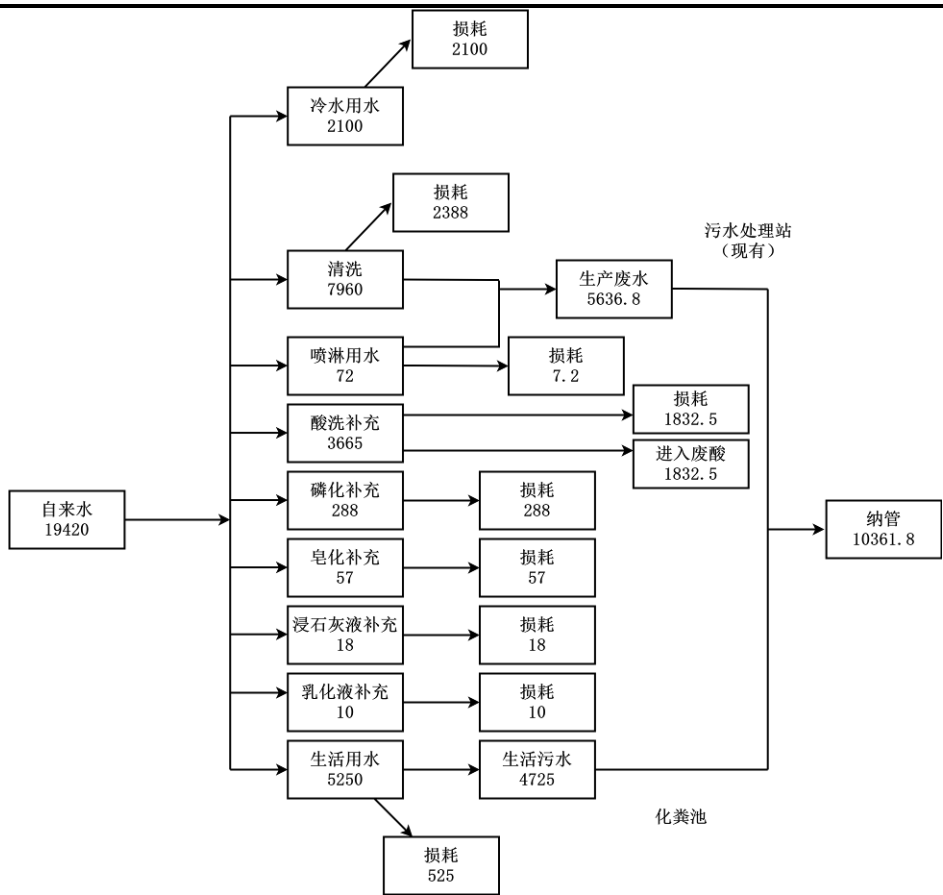 损耗
2100
冷水用水
2100
损耗
2388
污水处理站
（现有）
清洗
7960
生产废水
5636.8
喷淋用水
72
损耗
7.2
酸洗补充
3665
损耗
1832.5
进入废酸
1832.5
自来水
19420
磷化补充
288
损耗
288
纳管
10361.8
皂化补充
57
损耗
57
浸石灰液补充
18
损耗
18
乳化液补充
10
损耗
10
生活用水
5250
生活污水
4725
化粪池
损耗
525